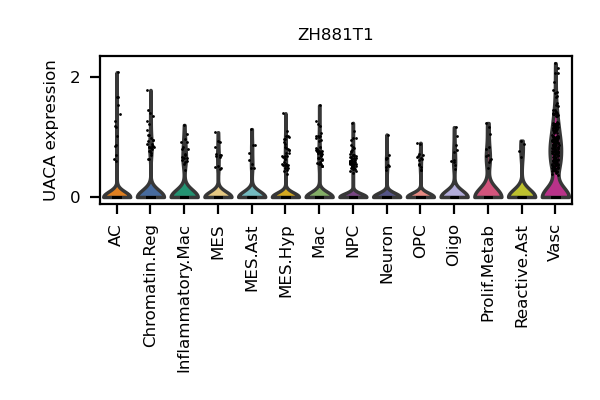 ZH881T1
UACA expression
2
0
AC
Chromatin.Reg
Inflammatory.Mac
MES
MES.Ast
MES.Hyp
Mac
NPC
Neuron
OPC
Oligo
Prolif.Metab
Reactive.Ast
Vasc